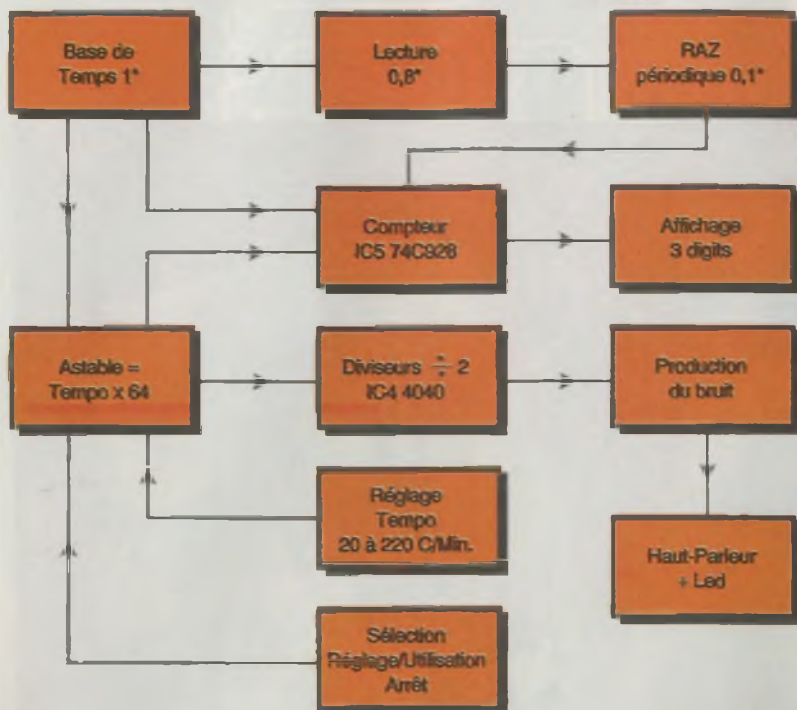 Base de
Temps 1"
Lecture
0,8"
RAZ
périodique 0,1"
Compteur
IC5 74C928
Affichage
3 digits
Astable =
Tempo x 64
Diviseurs ÷ 2
IC4 4040
Production
du bruit
Réglage
Tempo
20 à 220 C/Min.
Haut-Parleur
+ Led
Sélection
Réglage/Utilisation
Arrêt